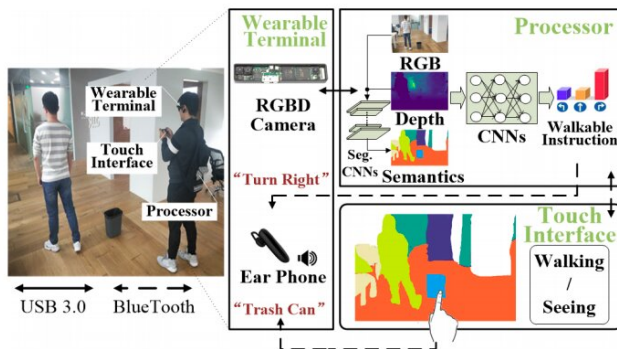 Wearable
Terminal
Touch
Interface
Processor
USB 3.0
BlueTooth
Wearable
Terminal
RGBD
Camera
"Turn Right"
Ear Phone
"Trash Can"
Processor
RGB
Depth
Seg.
CNNs
Semantics
CNNs
Walkable
Instruction
Touch
Interface
Walking
/
Seeing